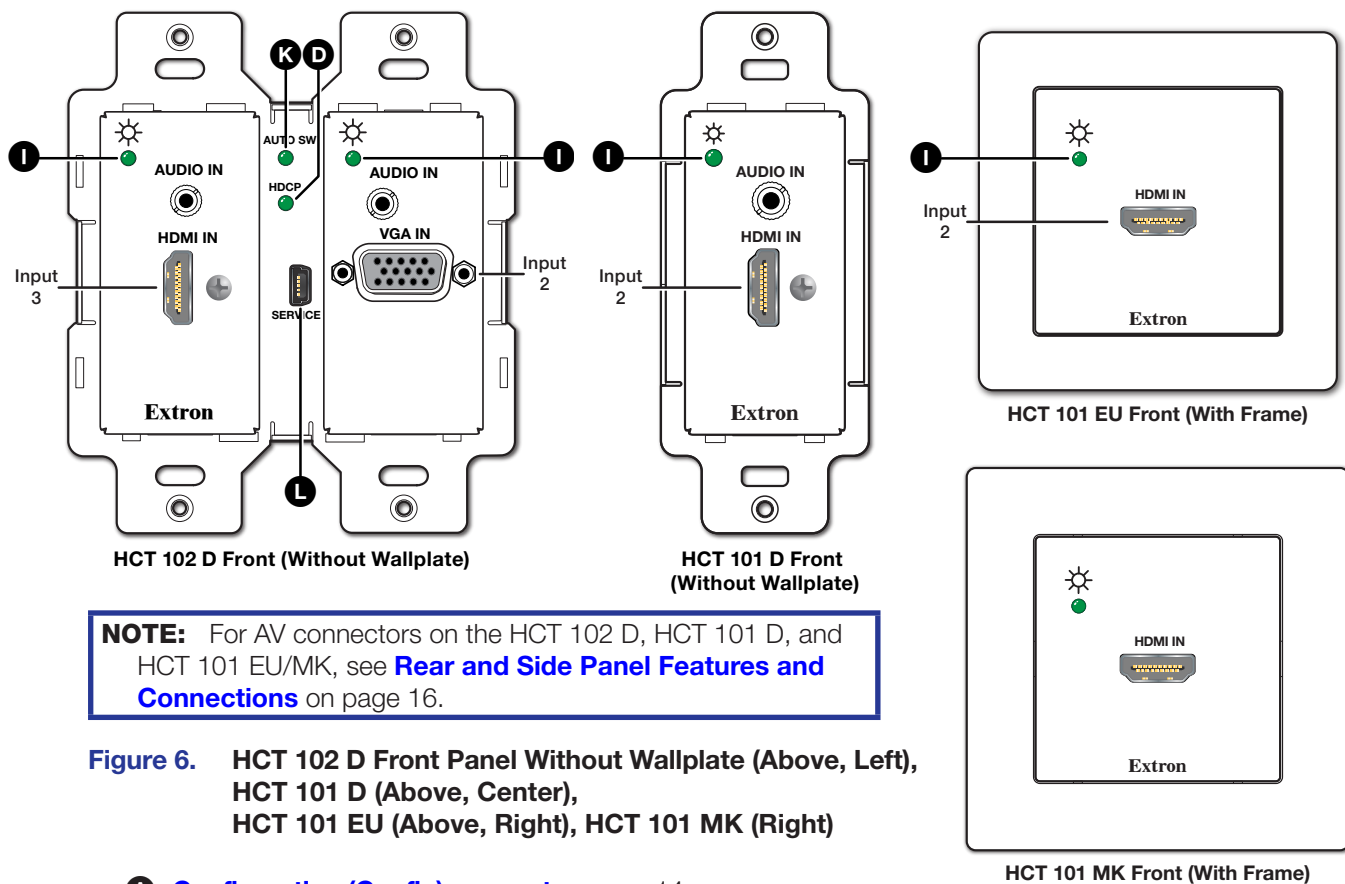 K D
AUTO SW
I
AUDIO IN
HDCP
AUDIO IN
I
HDMI IN
VGA IN
Input
3
Input
2
SERVICE
Extron
L
HCT 102 D Front (Without Wallplate)
I
AUDIO IN
HDMI IN
Input
2
Extron
HCT 101 D Front
(Without Wallplate)
I
HDMI IN
Input
2
Extron
HCT 101 EU Front (With Frame)
HDMI IN
Extron
HCT 101 MK Front (With Frame)
NOTE: For AV connectors on the HCT 102 D, HCT 101 D, and
HCT 101 EU/MK, see Rear and Side Panel Features and
Connections on page 16.
Figure 6. HCT 102 D Front Panel Without Wallplate (Above, Left),
HCT 101 D (Above, Center),
HCT 101 EU (Above, Right), HCT 101 MK (Right)